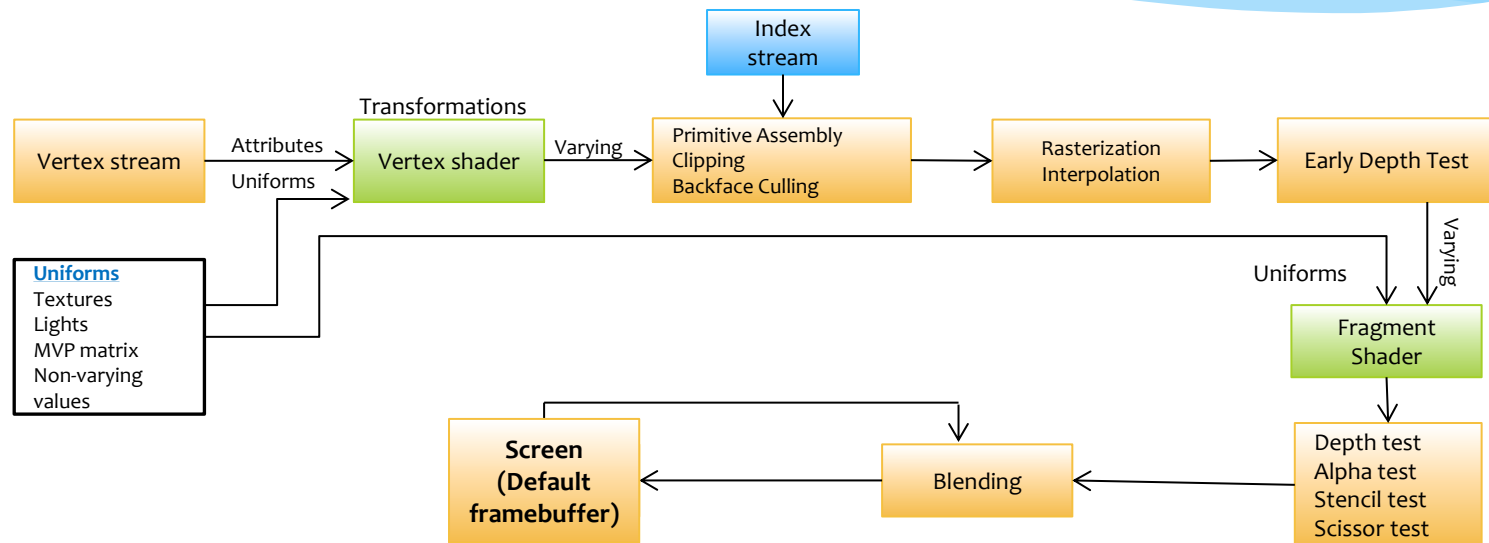 Index
stream
Transformations
Vertex stream
Attributes
Uniforms
Vertex shader
Varying
Primitive Assembly
Clipping
Backface Culling
Rasterization
Interpolation
Early Depth Test
Varying
Uniforms
Uniforms
Textures
Lights
MVP matrix
Non-varying
values
Fragment
Shader
Screen
(Default
framebuffer)
Blending
Depth test
Alpha test
Stencil test
Scissor test